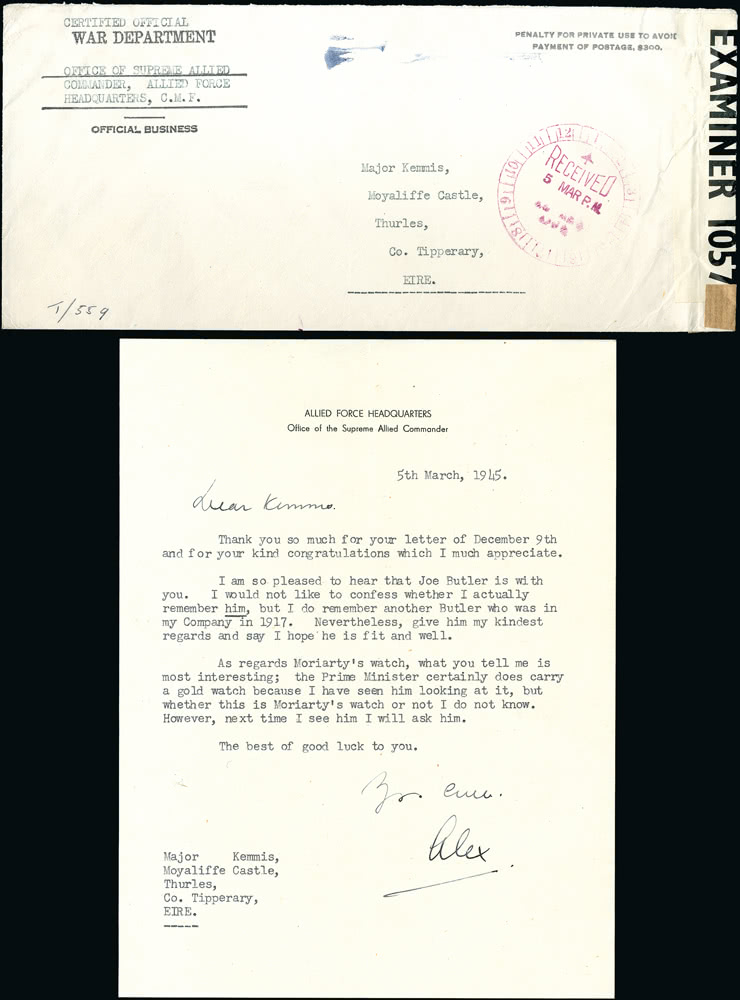 CERTIFIED OFFICIAL
WAR DEPARTMENT
OFFICE OF SUPREME ALLIED
COMMANDER, ALLIED FORCE
HEADQUARTERS, C.M.F.
OFFICIAL BUSINESS
PENALTY FOR PRIVATE USE TO AVOID
PAYMENT OF POSTAGE, $300.
EXAMINER 1057
RECEIVED
5 MAR P.M.
Major Kemmis,
Moyaliffe Castle,
Thurles,
Co. Tipperary,
EIRE.
T/559
ALLIED FORCE HEADQUARTERS
Office of the Supreme Allied Commander
5th March, 1945.
Dear Kemmis.
Thank you so much for your letter of December 9th
and for your kind congratulations which I much appreciate.
I am so pleased to hear that Joe Butler is with
you. I would not like to confess whether I actually
remember him, but I do remember another Butler who was in
my Company in 1917. Nevertheless, give him my kindest
regards and say I hope he is fit and well.
As regards Moriarty's watch, what you tell me is
most interesting; the Prime Minister certainly does carry
a gold watch because I have seen him looking at it, but
whether this is Moriarty's watch or not I do not know.
However, next time I see him I will ask him.
The best of good luck to you.
Alex
Major Kemmis,
Moyaliffe Castle,
Thurles,
Co. Tipperary,
EIRE.